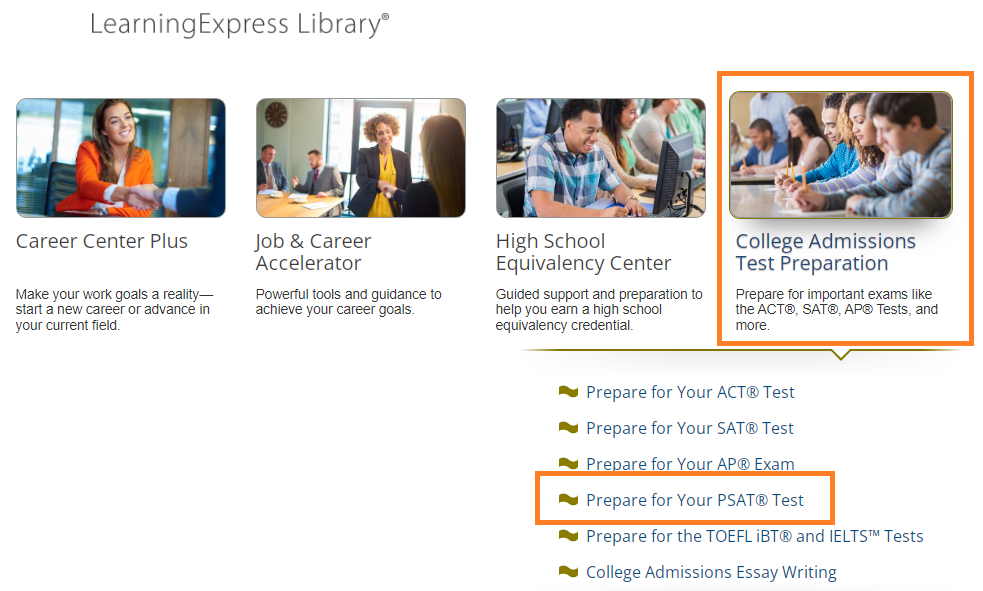 LearningExpress Library®
Career Center Plus
Make your work goals a reality—
start a new career or advance in
your current field.
Job & Career
Accelerator
Powerful tools and guidance to
achieve your career goals.
High School
Equivalency Center
Guided support and preparation to
help you earn a high school
equivalency credential.
College Admissions
Test Preparation
Prepare for important exams like
the ACT®, SAT®, AP® Tests, and
more.
Prepare for Your ACT® Test
Prepare for Your SAT® Test
Prepare for Your AP® Exam
Prepare for Your PSAT® Test
Prepare for the TOEFL iBT® and IELTS™ Tests
College Admissions Essay Writing